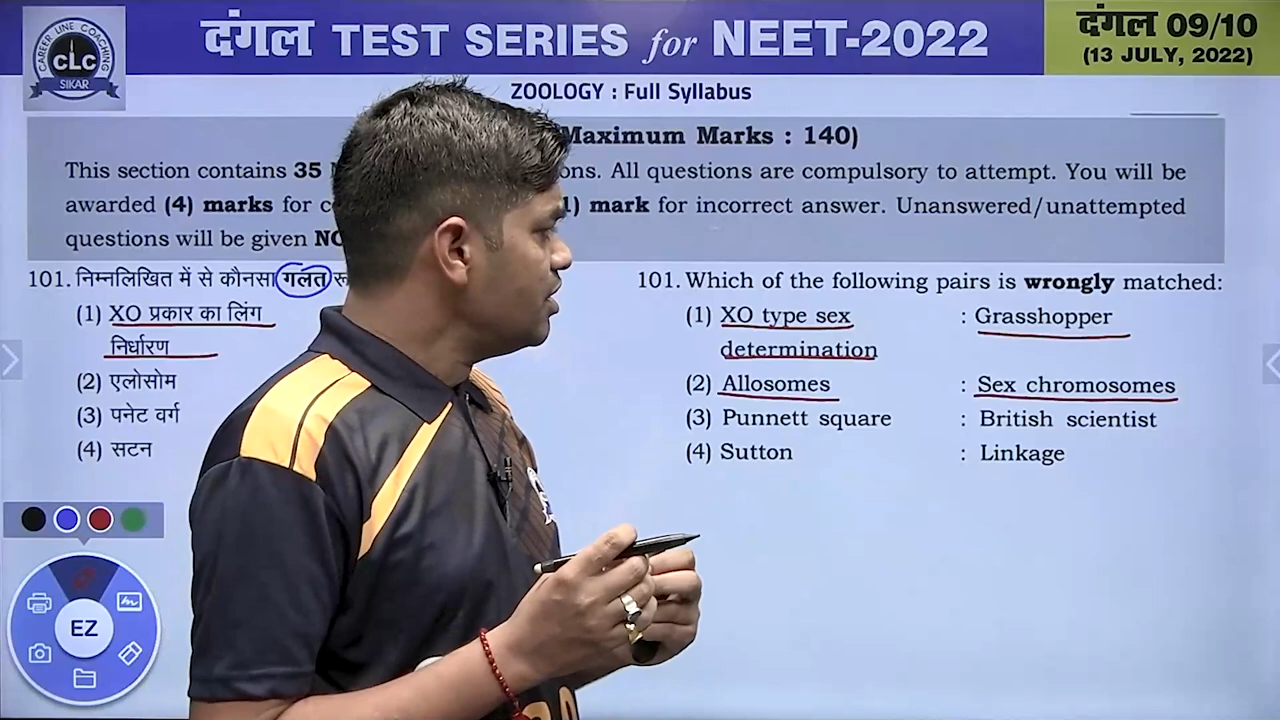 CAREER LINE COACHING
CLC
SIKAR
दंगल TEST SERIES for NEET-2022
दंगल 09/10
(13 JULY, 2022)
ZOOLOGY : Full Syllabus
Maximum Marks : 140)
This section contains 35 ons. All questions are compulsory to attempt. You will be
awarded (4) marks for 1) mark for incorrect answer. Unanswered/unattempted
questions will be given
101. निम्नलिखित में से कौनसा गलत
(1) XO प्रकार का लिंग
निर्धारण
(2) एलोसोम
(3) पनेट वर्ग
(4) सटन
101. Which of the following pairs is wrongly matched:
(1) XO type sex : Grasshopper
determination
(2) Allosomes : Sex chromosomes
(3) Punnett square : British scientist
(4) Sutton : Linkage
EZ